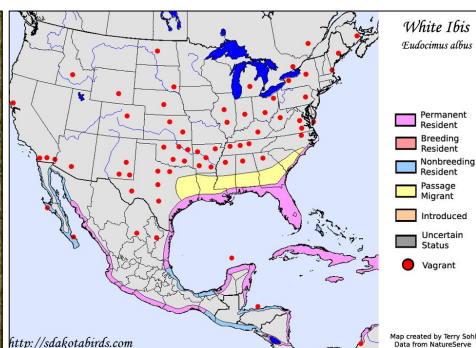 White Ibis
Eudocimus albus
Permanent
Resident
Breeding
Resident
Nonbreeding
Resident
Passage
Migrant
Introduced
Uncertain
Status
Vagrant
http://sdakotabirds.com
Map created by Terry Sohl
Data from NatureServe